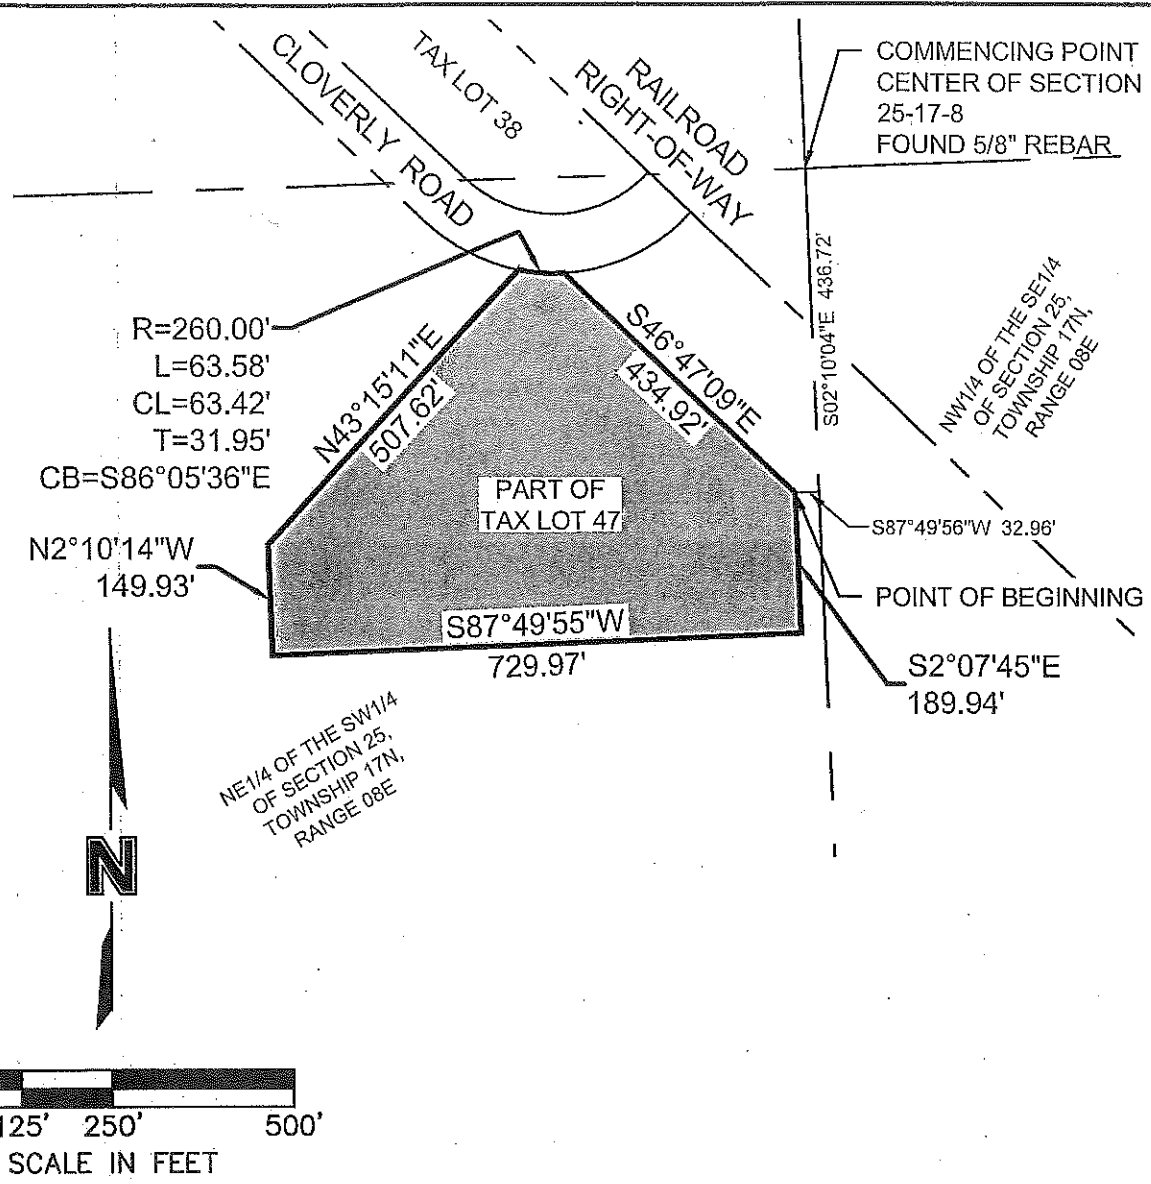 COMMENCING POINT
CENTER OF SECTION
25-17-8
FOUND 5/8" REBAR
CLOVERLY ROAD
TAX LOT 38
RAILROAD
RIGHT-OF-WAY
S02°10'04"E 436.72'
NW1/4 OF THE SE1/4
OF SECTION 25,
TOWNSHIP 17N,
RANGE 08E
R=260.00'
L=63.58'
CL=63.42'
T=31.95'
CB=S86°05'36"E
N43°15'11"E
507.62'
S46°47'09"E
434.92'
PART OF
TAX LOT 47
S87°49'56"W 32.96'
N2°10'14"W
149.93'
POINT OF BEGINNING
S87°49'55"W
729.97'
S2°07'45"E
189.94'
NE1/4 OF THE SW1/4
OF SECTION 25,
TOWNSHIP 17N,
RANGE 08E
N
125' 250' 500'
SCALE IN FEET